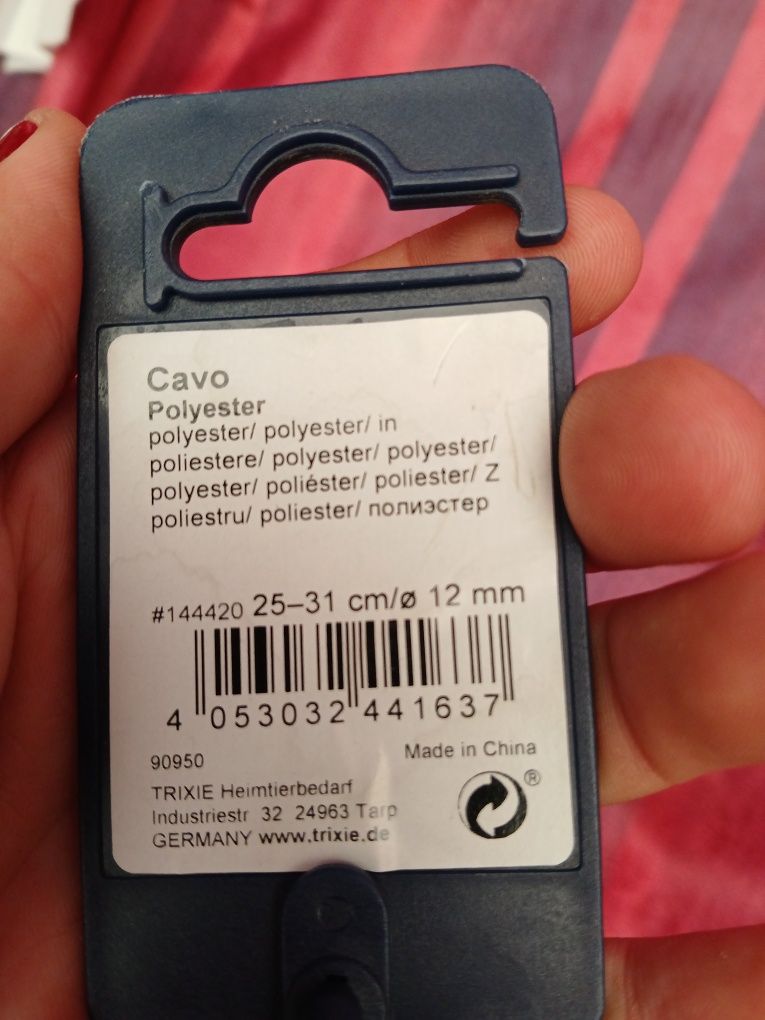 Cavo
Polyester
polyester/ polyester/ in
poliestere/ polyester/ polyester/
polyester/ poliéster/ poliester/ Z
poliestru/ poliester/ полиэстер
#144420 25–31 cm/ø 12 mm
4 053032 441637
90950 Made in China
TRIXIE Heimtierbedarf ®
Industriestr 32 24963 Tarp
GERMANY www.trixie.de